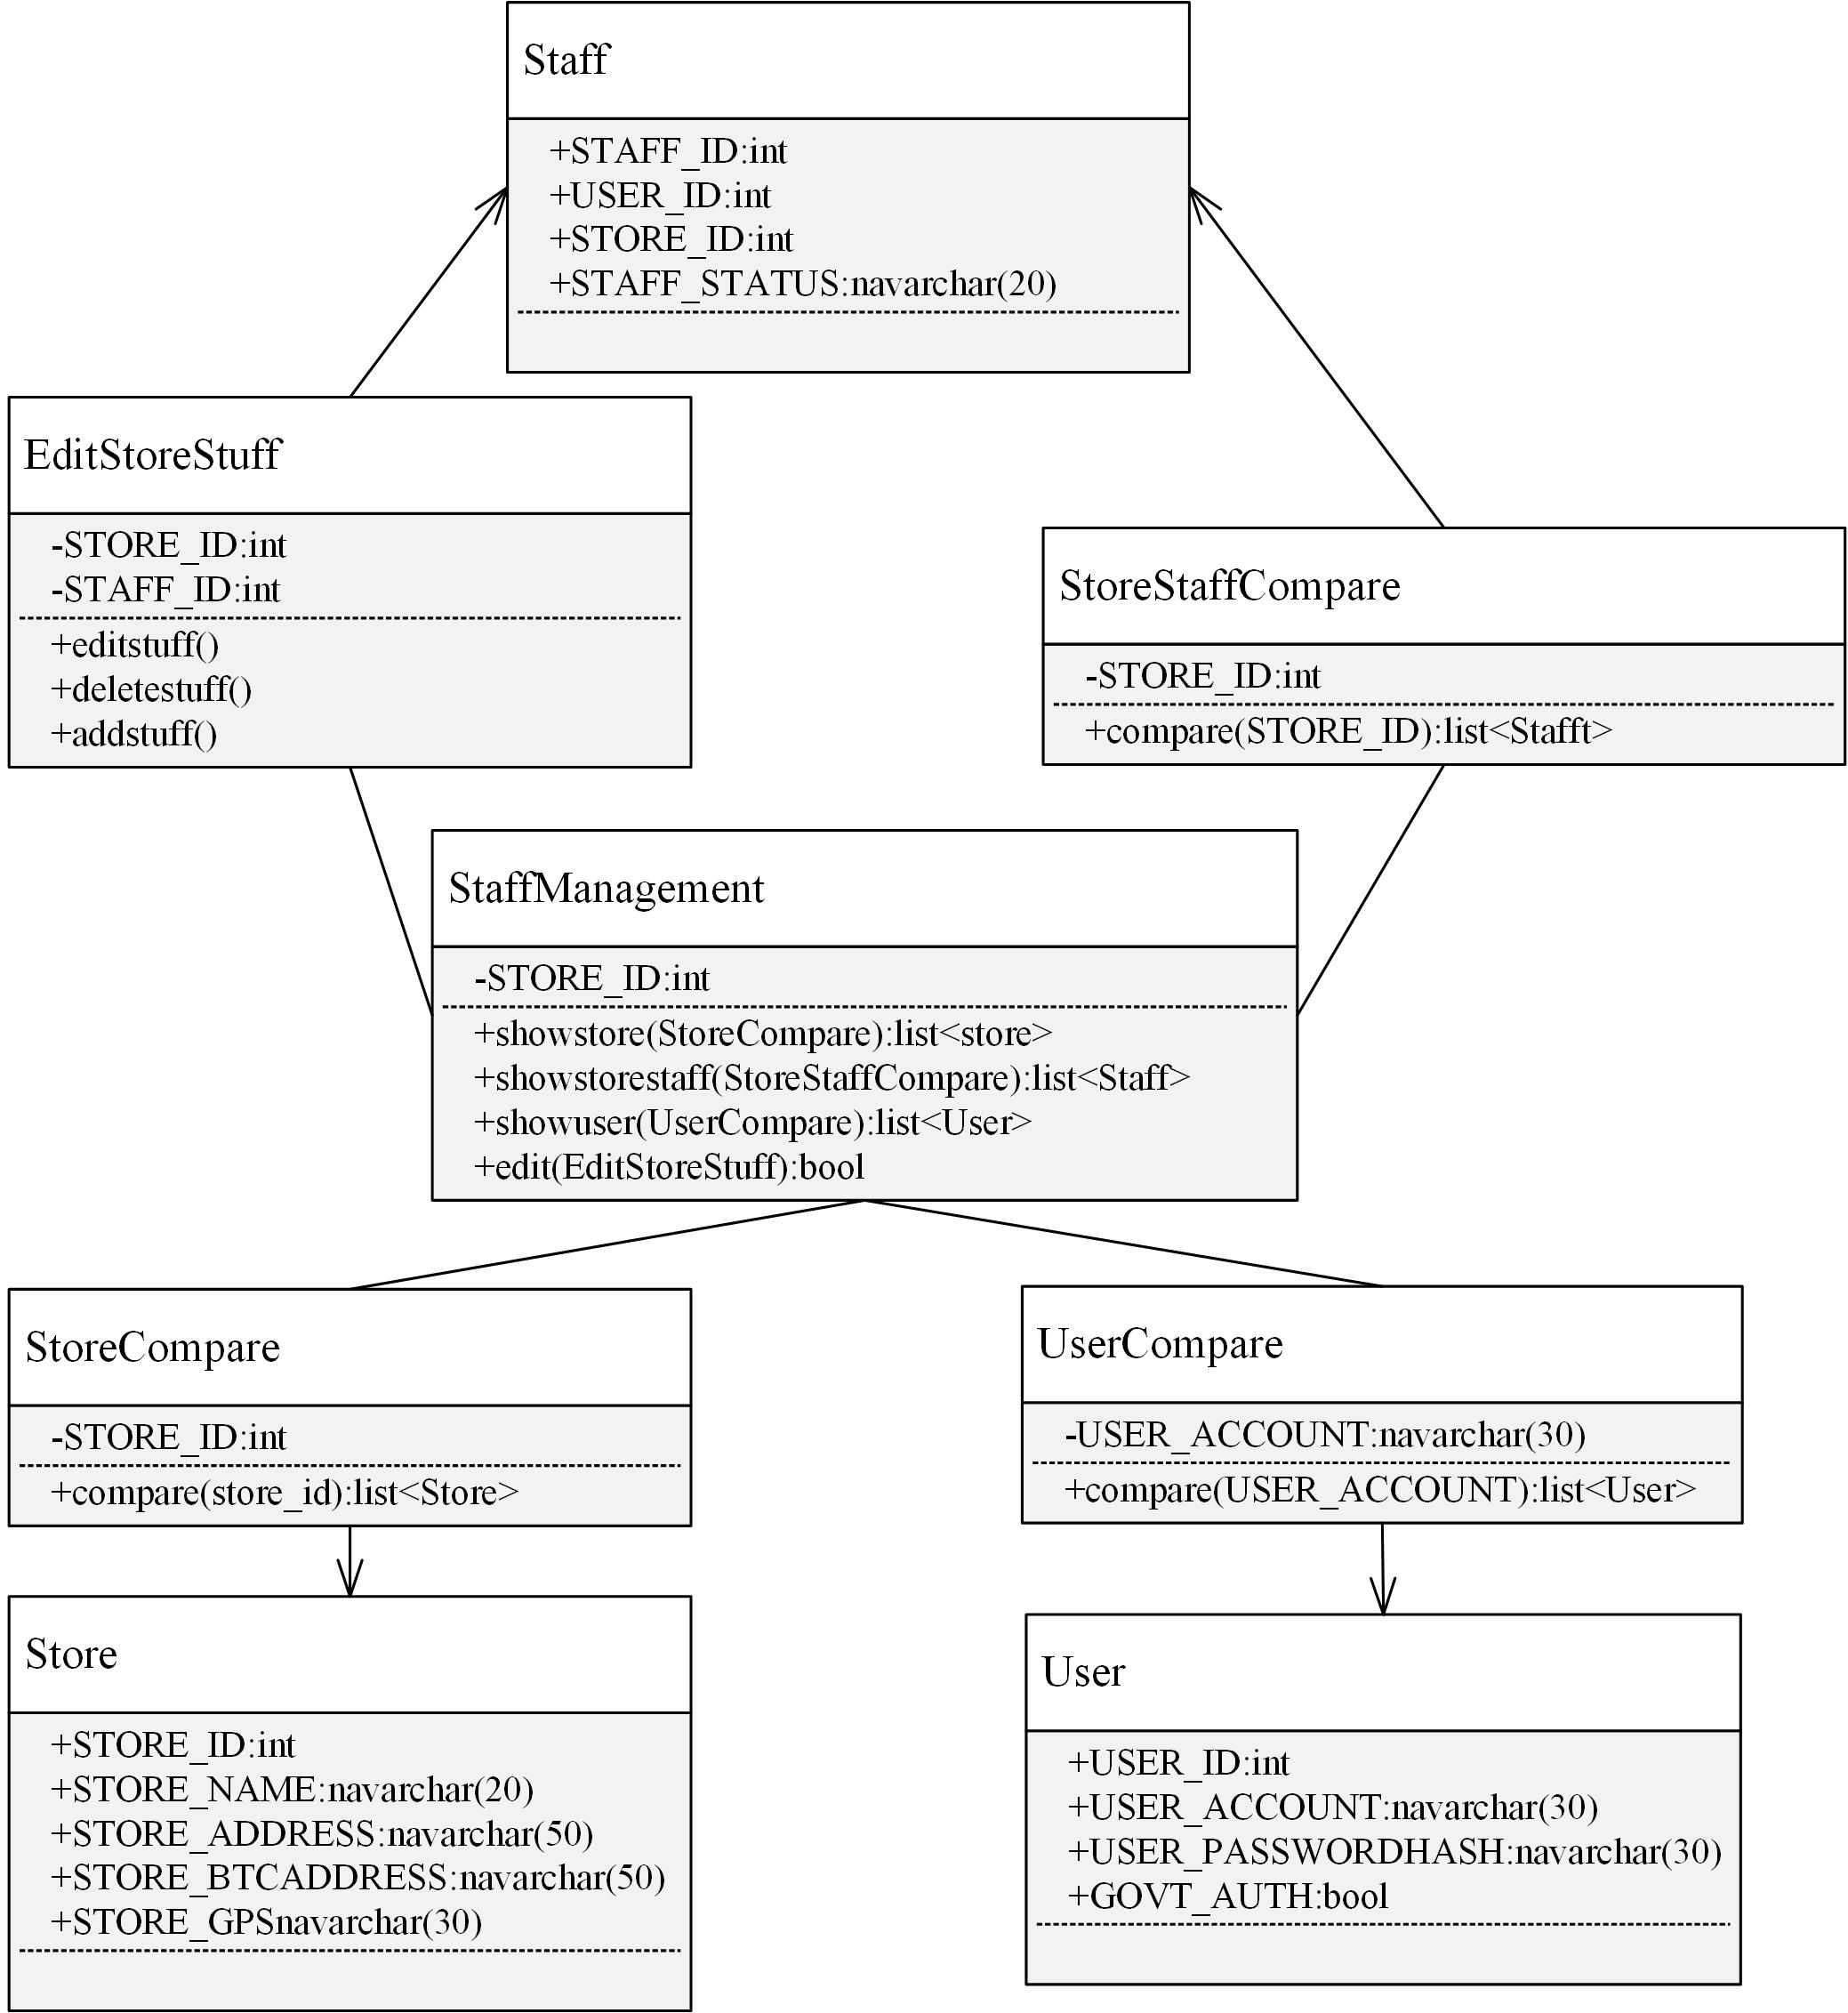 Staff
+STAFF_ID:int
+USER_ID:int
+STORE_ID:int
+STAFF_STATUS:navarchar(20)
EditStoreStuff
-STORE_ID:int
-STAFF_ID:int
+editstuff()
+deletestuff()
+addstuff()
StoreStaffCompare
-STORE_ID:int
+compare(STORE_ID):list<Stafft>
StaffManagement
-STORE_ID:int
+showstore(StoreCompare):list<store>
+showstorestaff(StoreStaffCompare):list<Staff>
+showuser(UserCompare):list<User>
+edit(EditStoreStuff):bool
StoreCompare
-STORE_ID:int
+compare(store_id):list<Store>
UserCompare
-USER_ACCOUNT:navarchar(30)
+compare(USER_ACCOUNT):list<User>
Store
+STORE_ID:int
+STORE_NAME:navarchar(20)
+STORE_ADDRESS:navarchar(50)
+STORE_BTCADDRESS:navarchar(50)
+STORE_GPSnavarchar(30)
User
+USER_ID:int
+USER_ACCOUNT:navarchar(30)
+USER_PASSWORDHASH:navarchar(30)
+GOVT_AUTH:bool